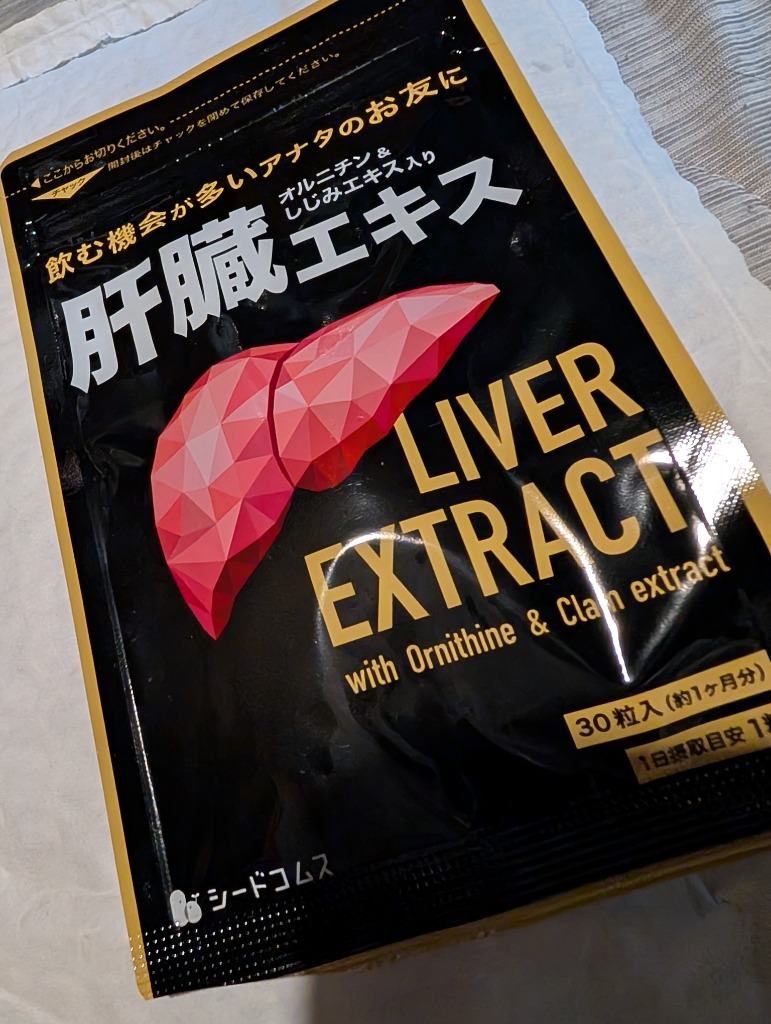 ◀ここからお切りください。
チャック
開封後はチャックを閉めて保存してください。
飲む機会が多いアナタのお友に
オルニチン&
しじみエキス入り
肝臓エキス
LIVER
EXTRACT
with Ornithine & Clam extract
30粒入(約1ヶ月分)
1日摂取目安1粒
シードコムス